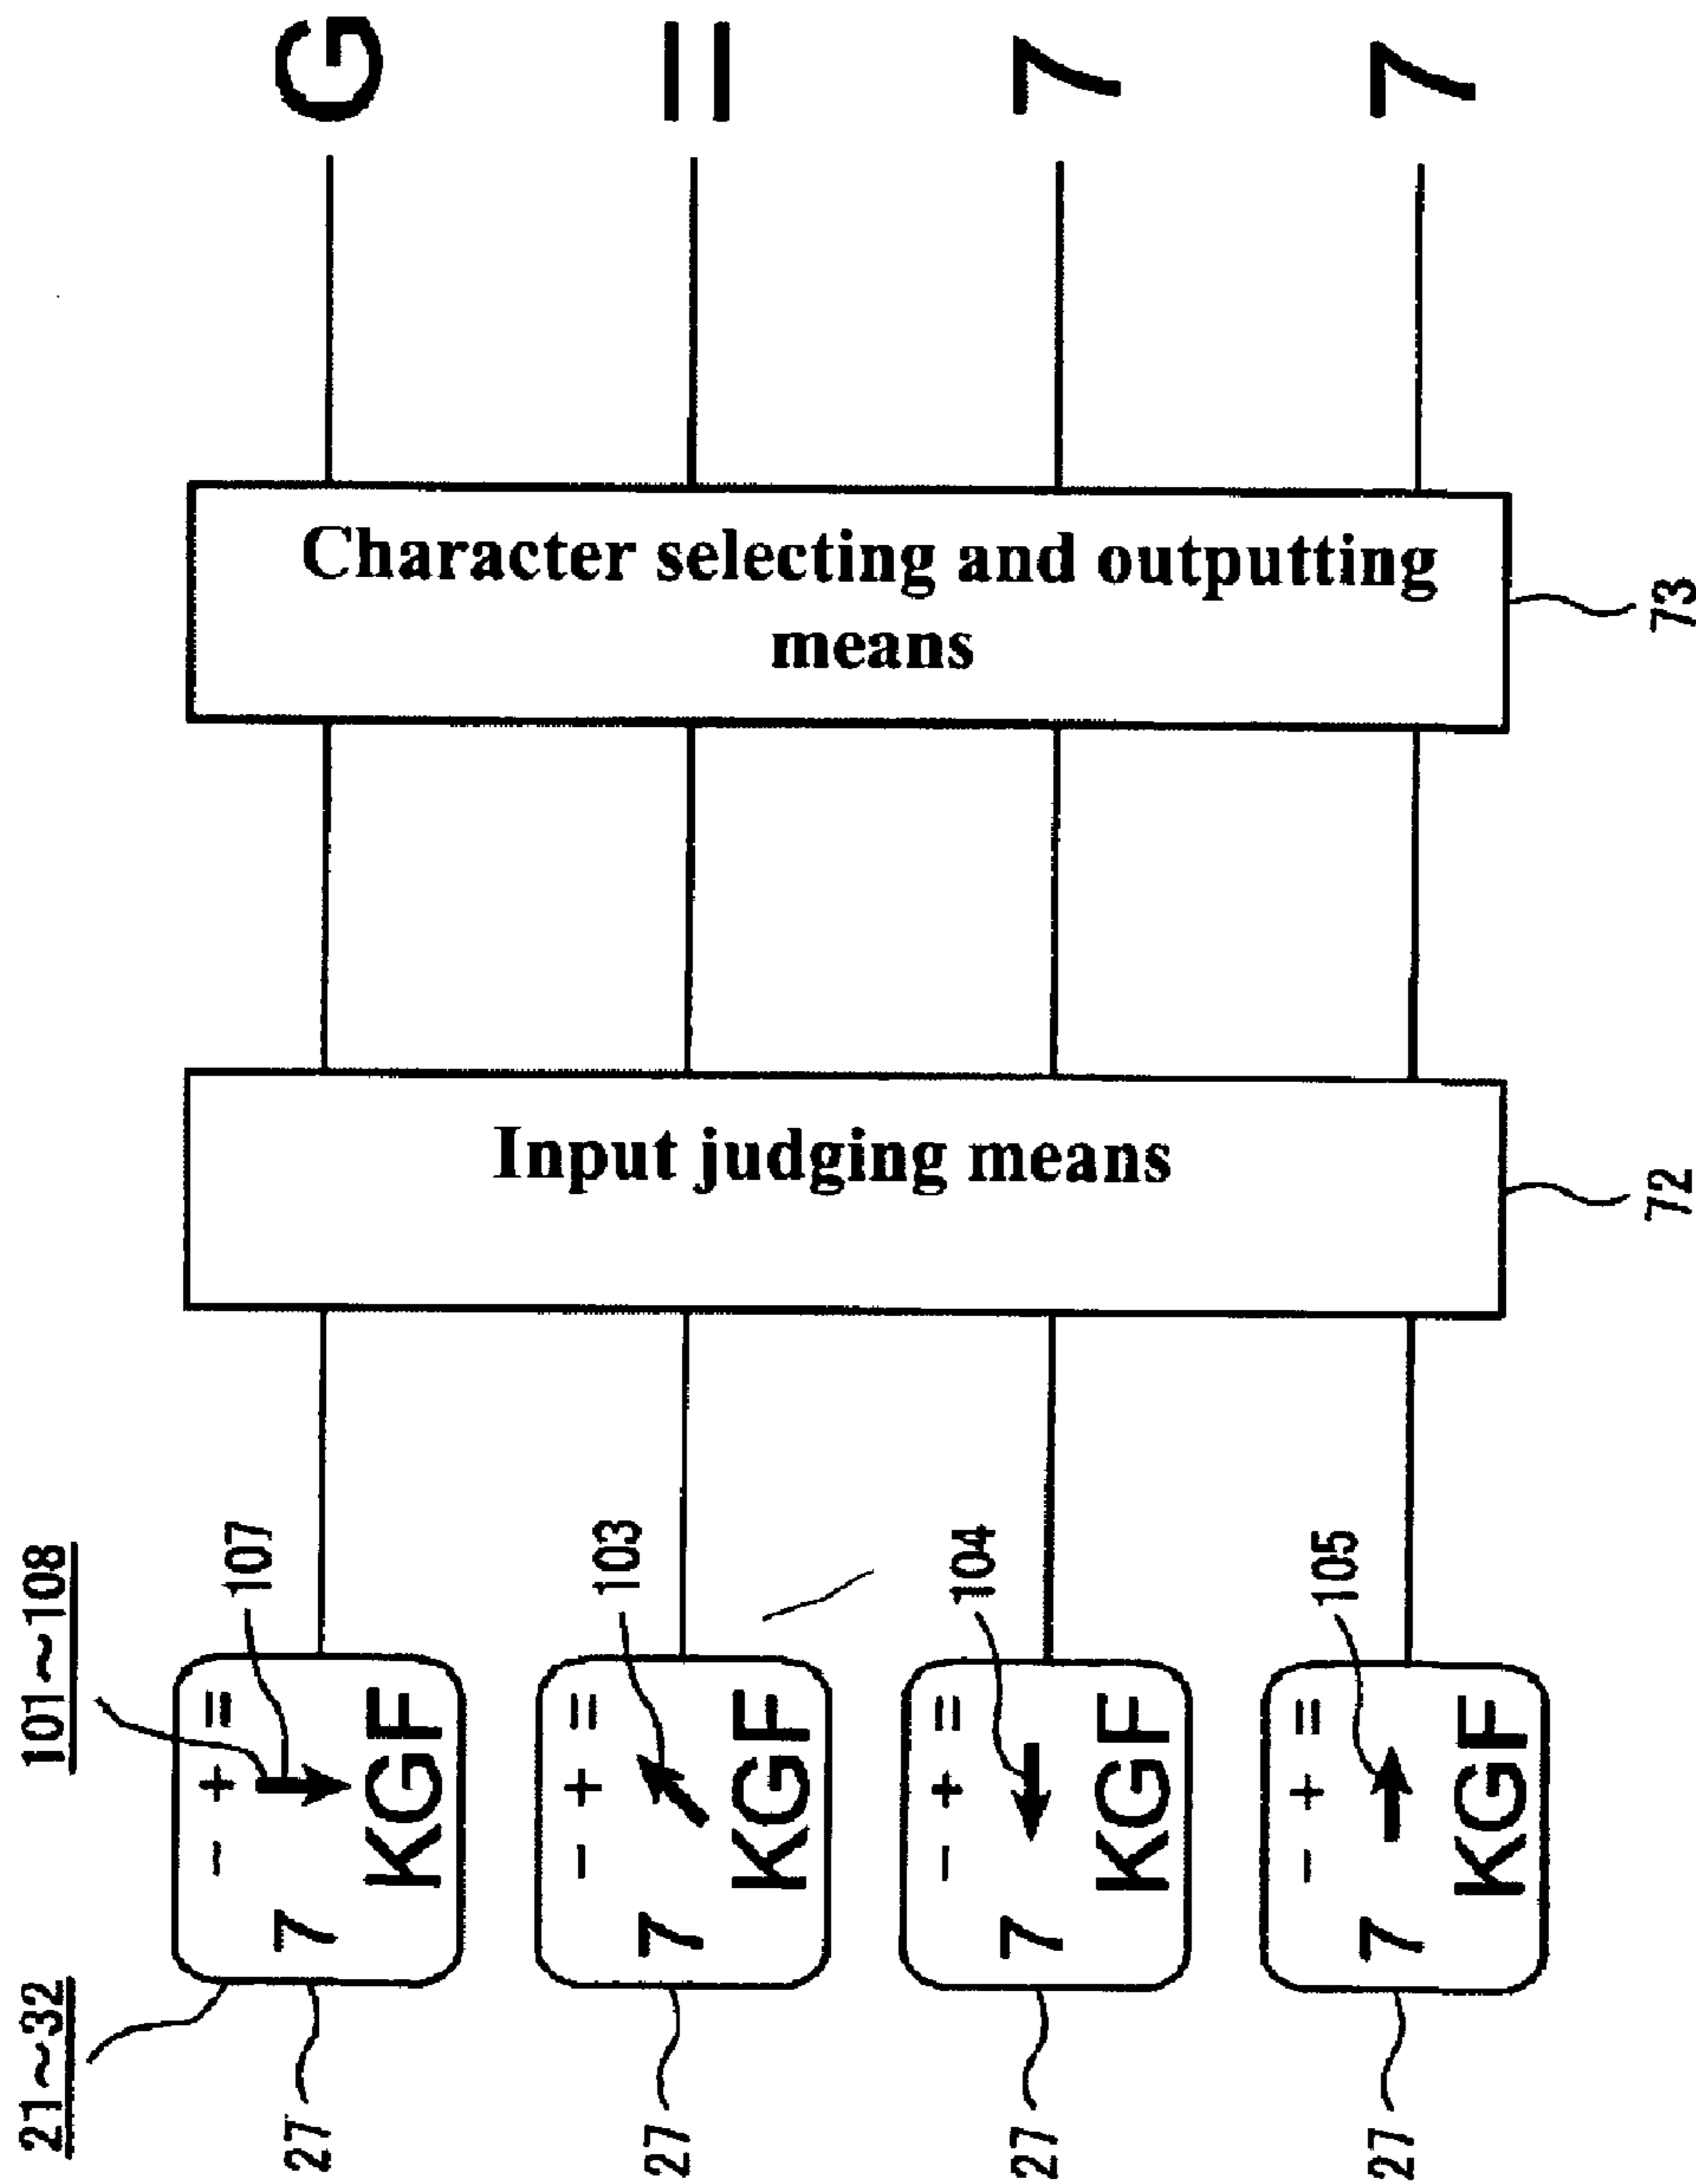 G
=
7
7
Character selecting and outputting
means
73
Input judging means
72
101~108
107
103
104
105
- + =
7
KGF
- + =
7
KGF
- + =
7
KGF
- + =
7
KGF
21~32
27
27
27
27